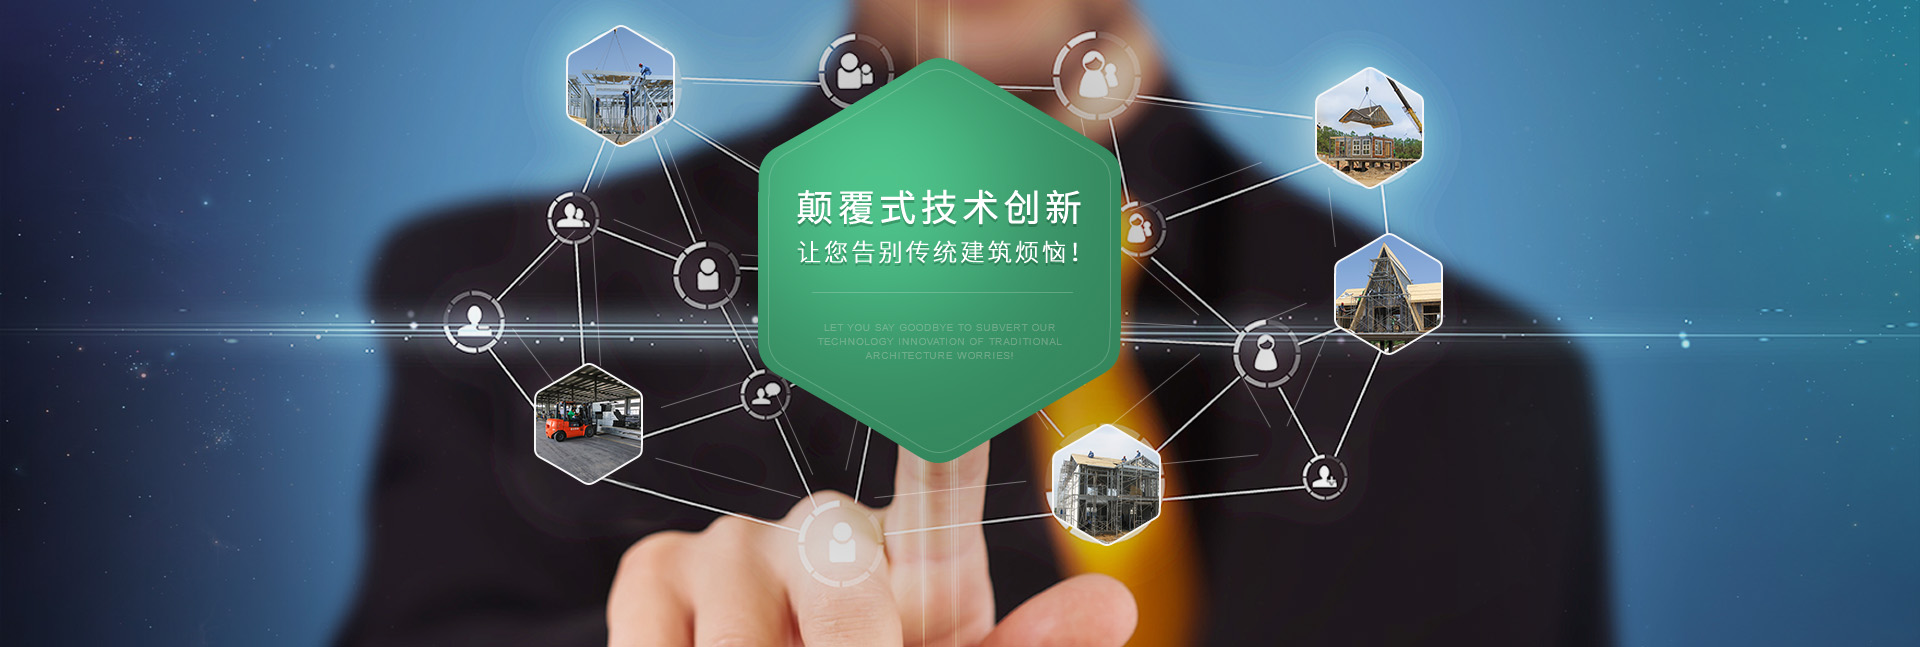 颠覆式技术创新
让您告别传统建筑烦恼！
LET YOU SAY GOODBYE TO SUBVERT OUR
TECHNOLOGY INNOVATION OF TRADITIONAL
ARCHITECTURE WORRIES!